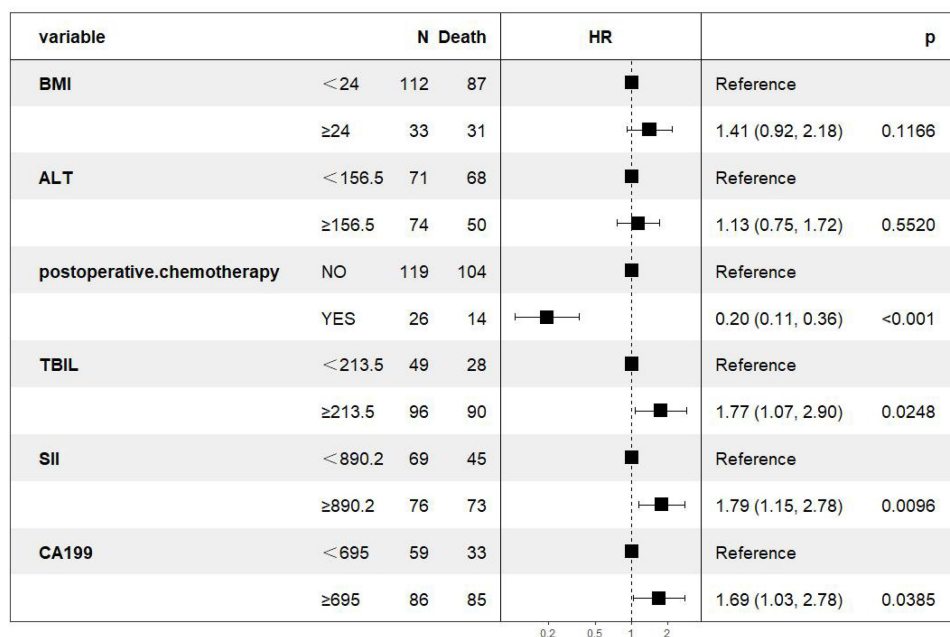 variable N Death HR p
BMI <24 112 87 Reference
≥24 33 31 1.41 (0.92, 2.18) 0.1166
ALT <156.5 71 68 Reference
≥156.5 74 50 1.13 (0.75, 1.72) 0.5520
postoperative.chemotherapy NO 119 104 Reference
YES 26 14 0.20 (0.11, 0.36) <0.001
TBIL <213.5 49 28 Reference
≥213.5 96 90 1.77 (1.07, 2.90) 0.0248
SII <890.2 69 45 Reference
≥890.2 76 73 1.79 (1.15, 2.78) 0.0096
CA199 <695 59 33 Reference
≥695 86 85 1.69 (1.03, 2.78) 0.0385
0.2 0.5 1 2